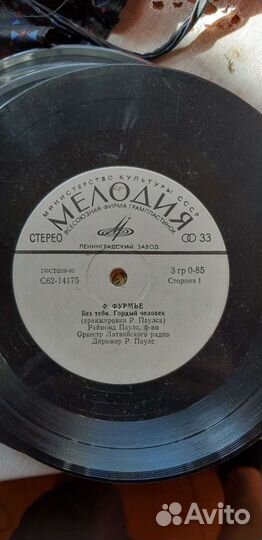 МИНИСТЕРСТВО КУЛЬТУРЫ СССР
МЕЛОДИЯ
ВСЕСОЮЗНАЯ ФИРМА ГРАМПЛАСТИНОК
СТЕРЕО
33
ЛЕНИНГРАДСКИЙ ЗАВОД
С62-14175
3 гр 0-85
Сторона 1
Ф. ФУРМЬЕ
Без тебя. Гордый человек
(аранжировки Р. Паулса)
Раймонд Паулс, ф-но
Оркестр Латвийского радио
Дирижер Р. Паулс
Avito